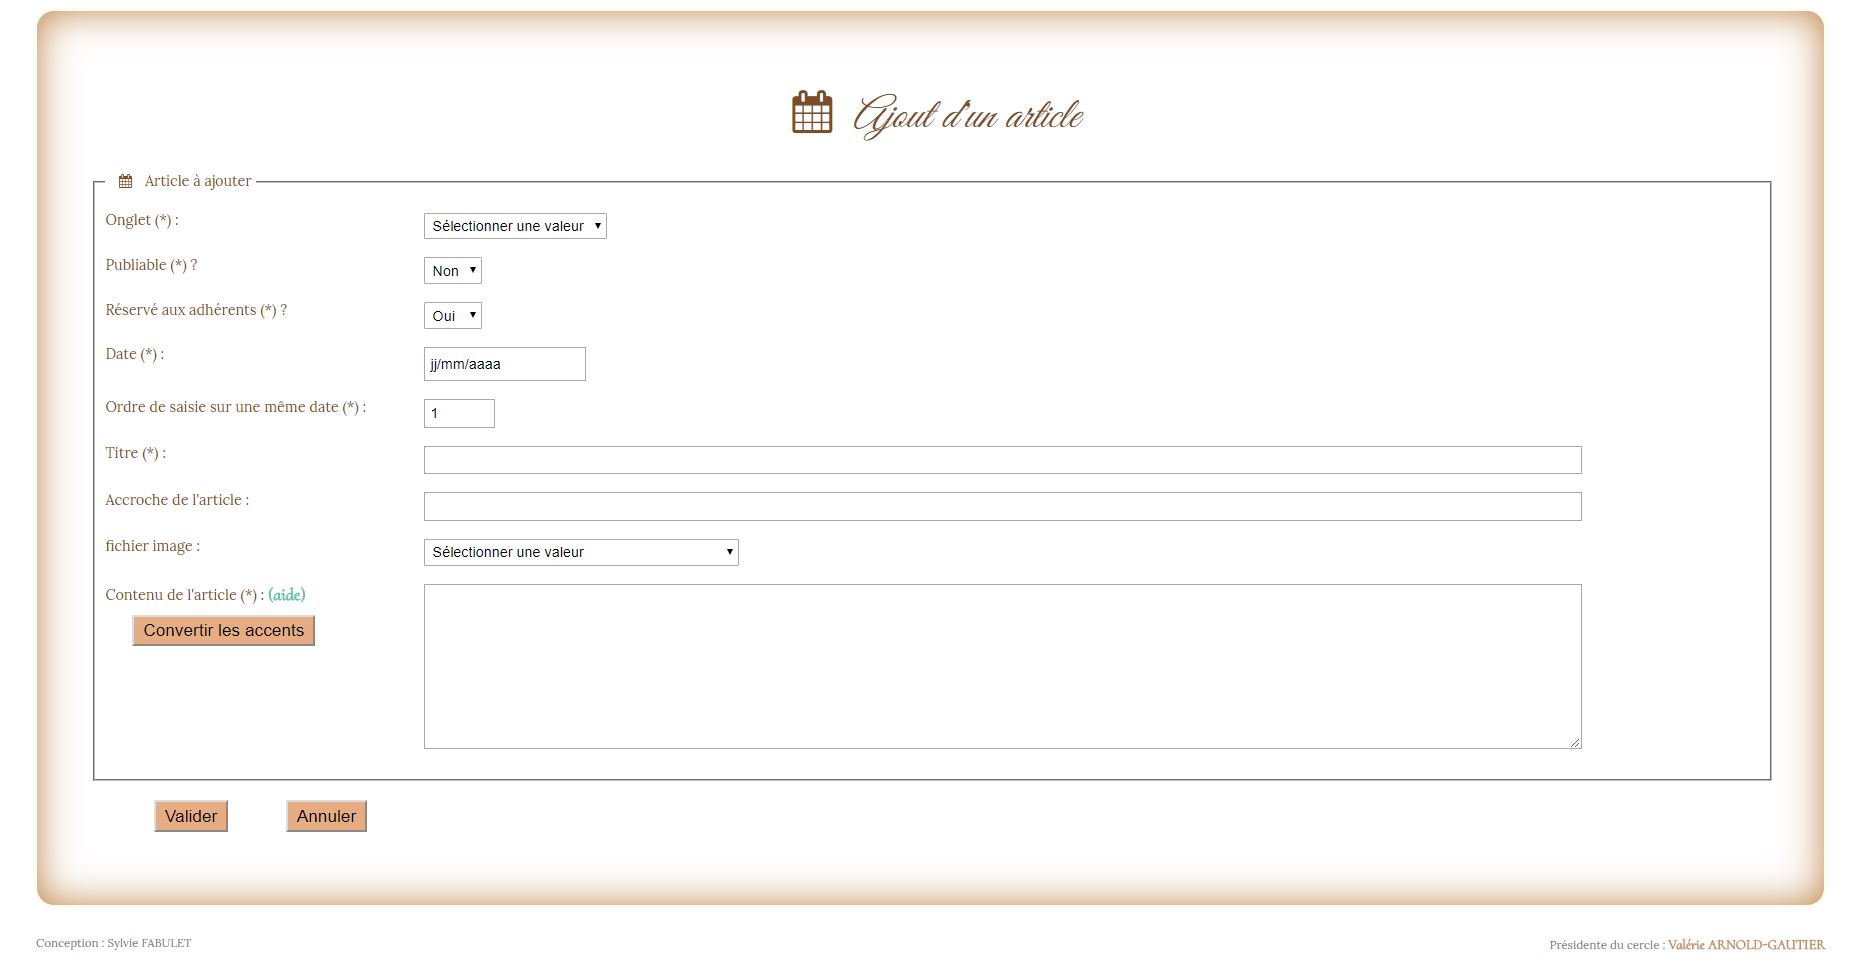 Ajout d'un article
Article à ajouter
Onglet (*) :
Sélectionner une valeur
Publiable (*) ?
Non
Réservé aux adhérents (*) ?
Oui
Date (*) :
jj/mm/aaaa
Ordre de saisie sur une même date (*) :
1
Titre (*) :
Accroche de l'article :
fichier image :
Sélectionner une valeur
Contenu de l'article (*) : (aide)
Convertir les accents
Valider
Annuler
Conception : Sylvie FABULET
Présidente du cercle : Valérie ARNOLD-GAUTIER